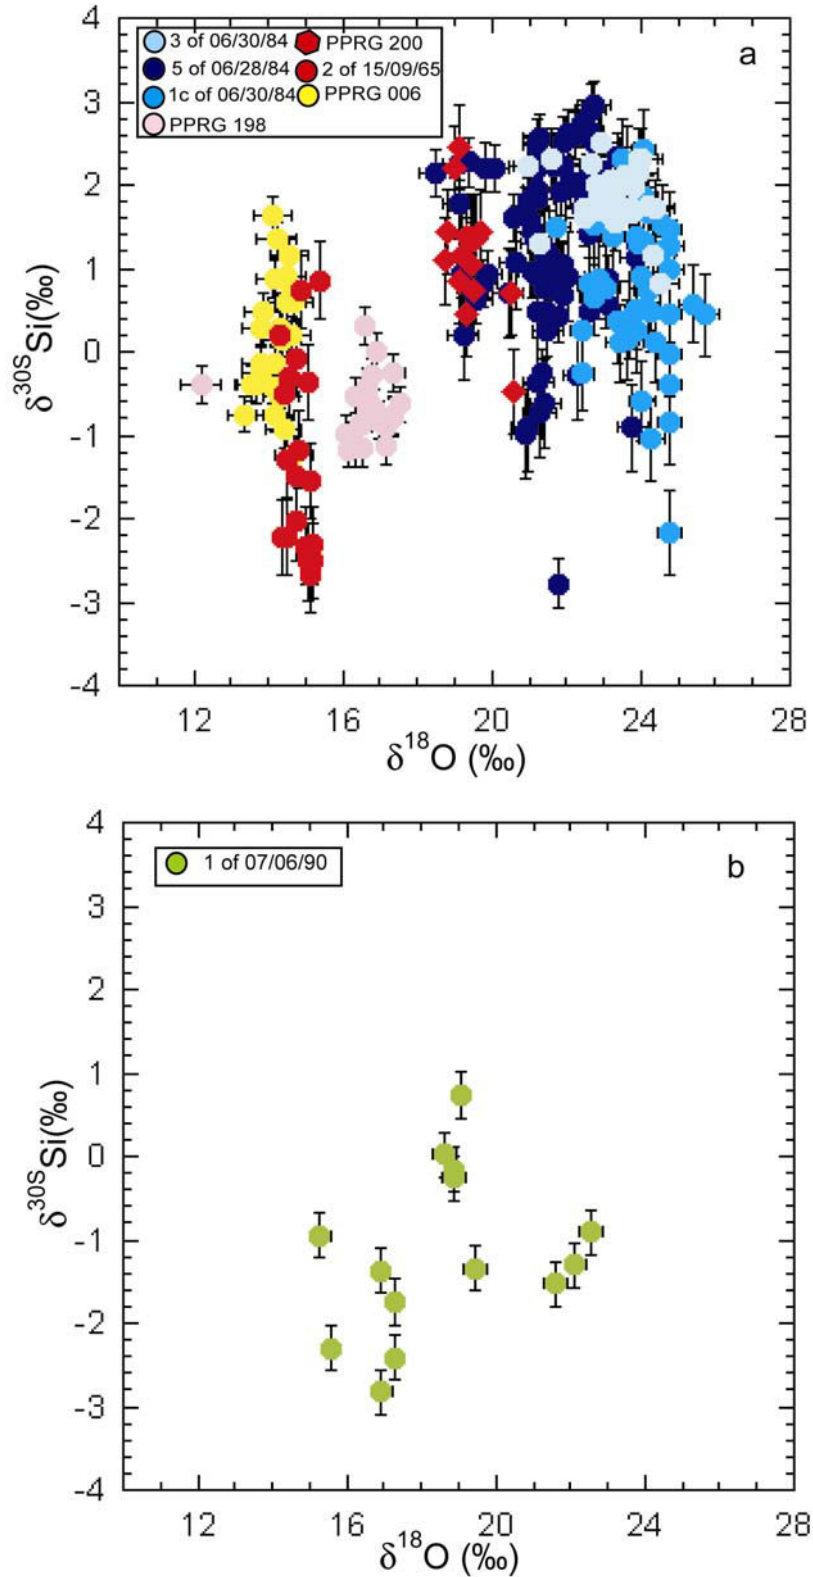 a
3 of 06/30/84 PPRG 200
5 of 06/28/84 2 of 15/09/65
1c of 06/30/84 PPRG 006
PPRG 198
4
3
2
1
0
-1
-2
-3
-4
δ30SSi(‰)
12 16 20 24 28
δ18O (‰)
b
1 of 07/06/90
4
3
2
1
0
-1
-2
-3
-4
δ30SSi(‰)
12 16 20 24 28
δ18O (‰)